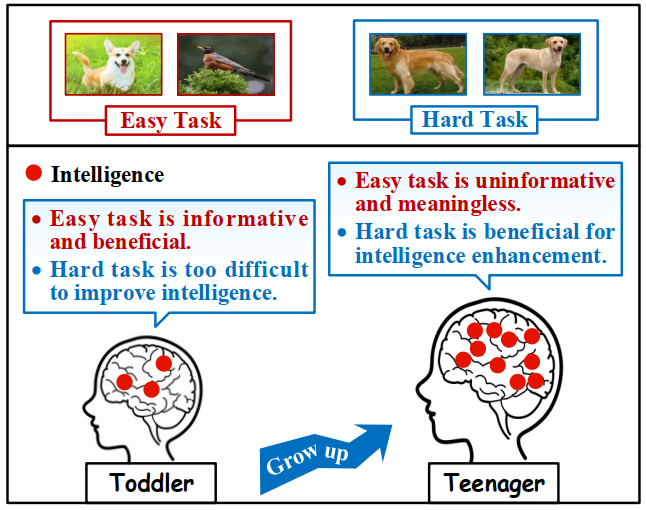 Easy Task
Hard Task
Intelligence
• Easy task is informative
and beneficial.
• Hard task is too difficult
to improve intelligence.
• Easy task is uninformative
and meaningless.
• Hard task is beneficial for
intelligence enhancement.
Toddler
Grow up
Teenager